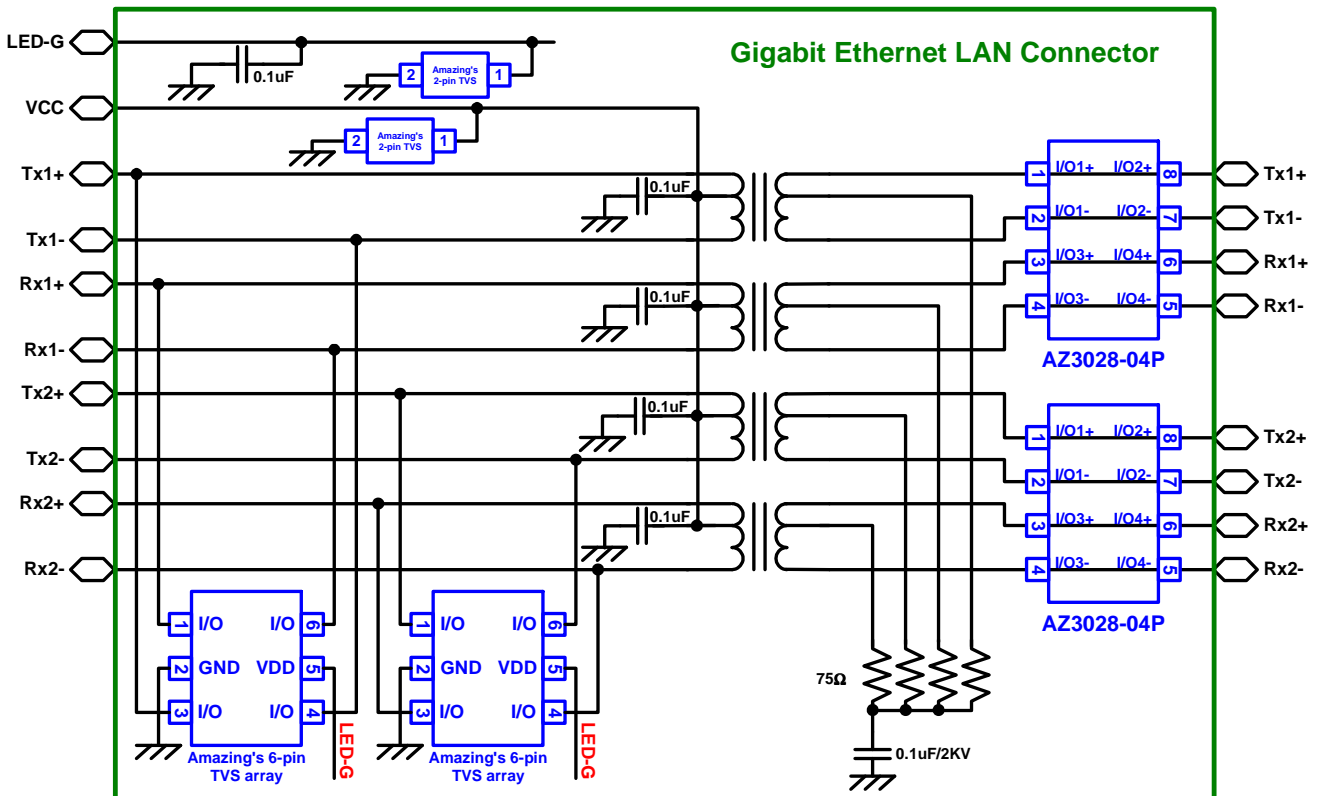 Gigabit Ethernet LAN Connector
LED-G
0.1uF
2
Amazing's
2-pin TVS
1
VCC
2
Amazing's
2-pin TVS
1
Tx1+
0.1uF
Tx1-
Rx1+
0.1uF
Rx1-
Tx2+
0.1uF
Tx2-
Rx2+
0.1uF
Rx2-
1 I/O1+ I/O2+ 8 Tx1+
2 I/O1- I/O2- 7 Tx1-
3 I/O3+ I/O4+ 6 Rx1+
4 I/O3- I/O4- 5 Rx1-
AZ3028-04P
1 I/O1+ I/O2+ 8 Tx2+
2 I/O1- I/O2- 7 Tx2-
3 I/O3+ I/O4+ 6 Rx2+
4 I/O3- I/O4- 5 Rx2-
AZ3028-04P
1 I/O I/O 6
2 GND VDD 5
3 I/O I/O 4
LED-G
Amazing's 6-pin
TVS array
1 I/O I/O 6
2 GND VDD 5
3 I/O I/O 4
LED-G
Amazing's 6-pin
TVS array
75Ω
0.1uF/2KV